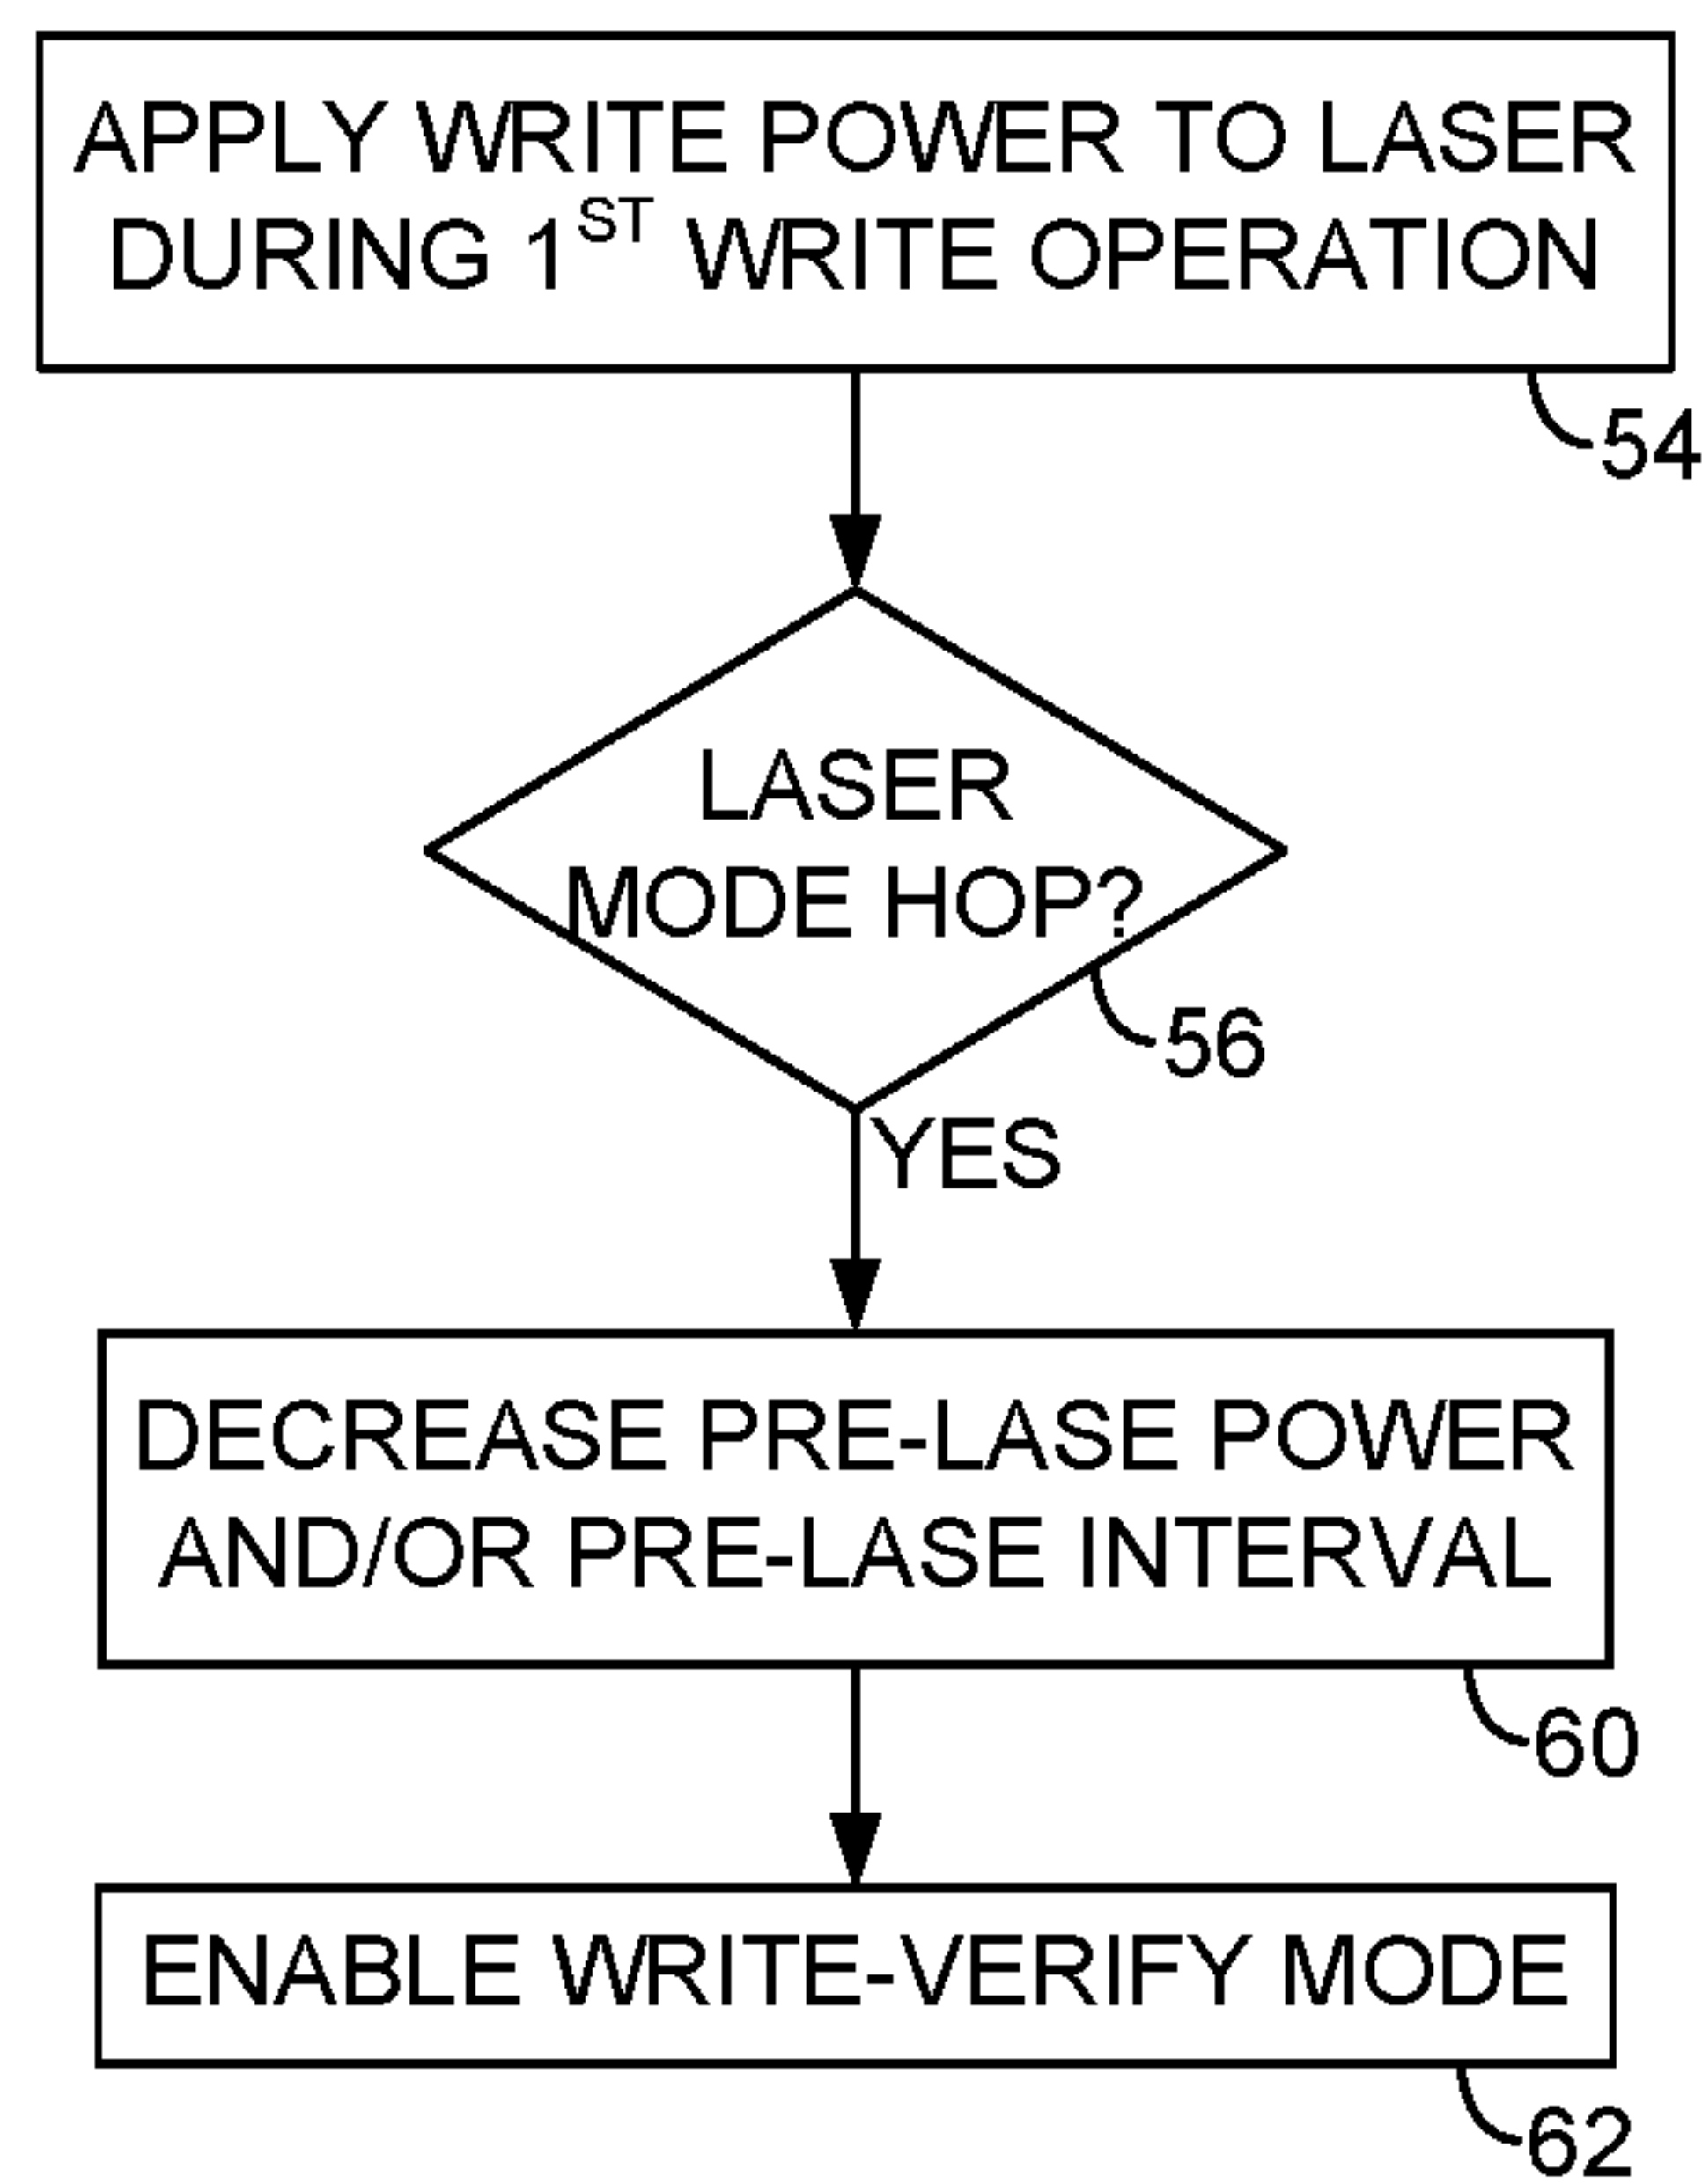 APPLY WRITE POWER TO LASER
DURING 1ST WRITE OPERATION
54
LASER
MODE HOP?
56
YES
DECREASE PRE-LASE POWER
AND/OR PRE-LASE INTERVAL
60
ENABLE WRITE-VERIFY MODE
62